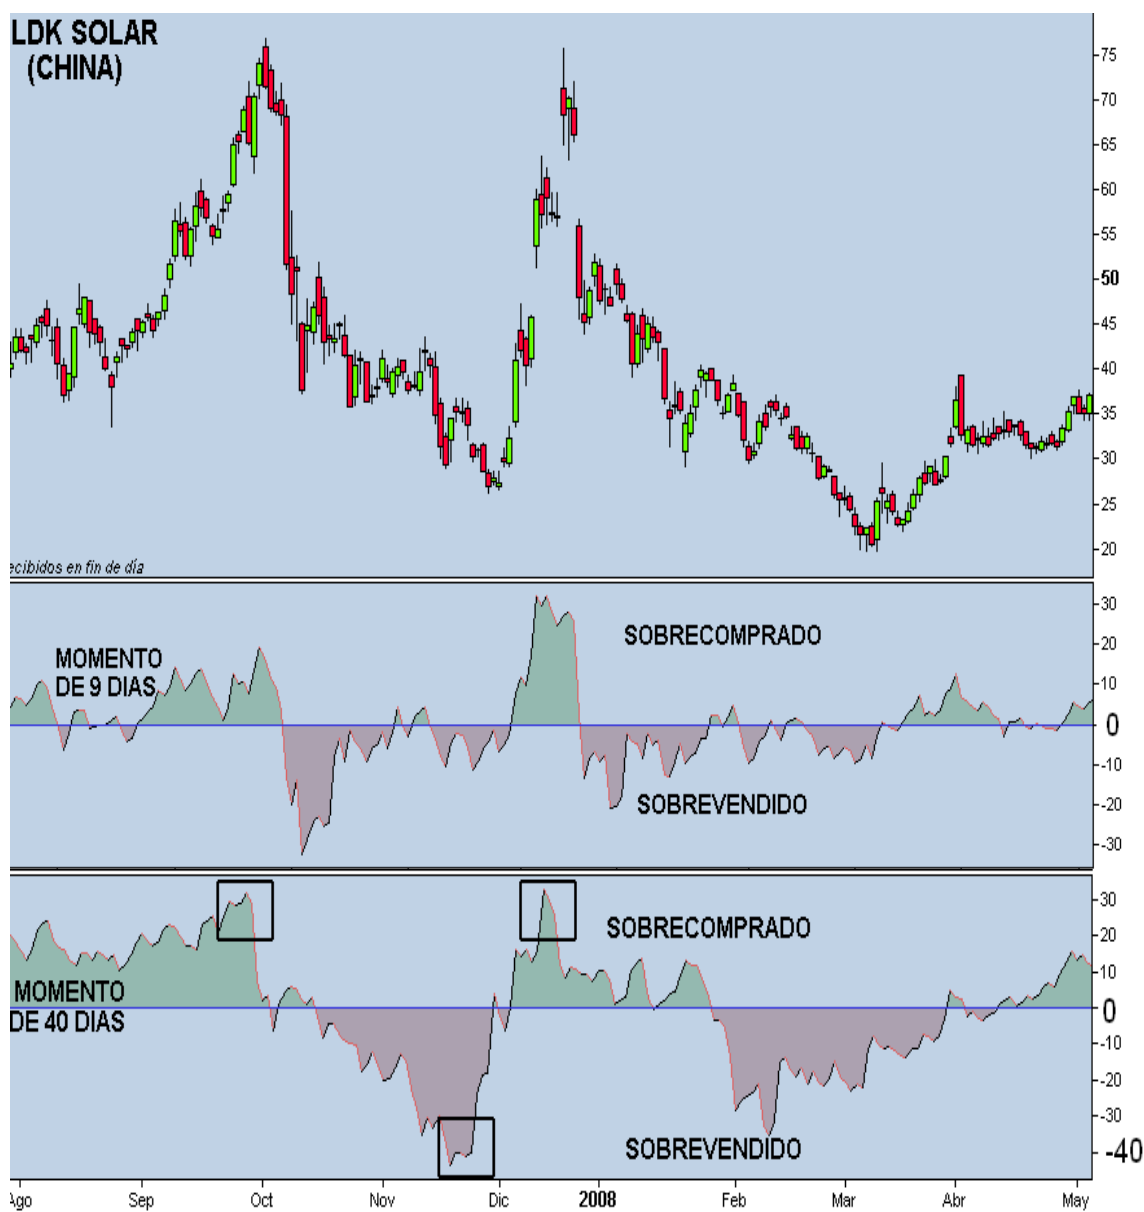 LDK SOLAR
(CHINA)
75
70
65
60
55
50
45
40
35
30
25
20
ecibidos en fin de día
30
20
10
0
-10
-20
-30
MOMENTO
DE 9 DIAS
SOBRECOMPRADO
SOBREVENDIDO
30
20
10
0
-10
-20
-30
-40
SOBRECOMPRADO
MOMENTO
DE 40 DIAS
SOBREVENDIDO
Ago Sep Oct Nov Dic 2008 Feb Mar Abr May